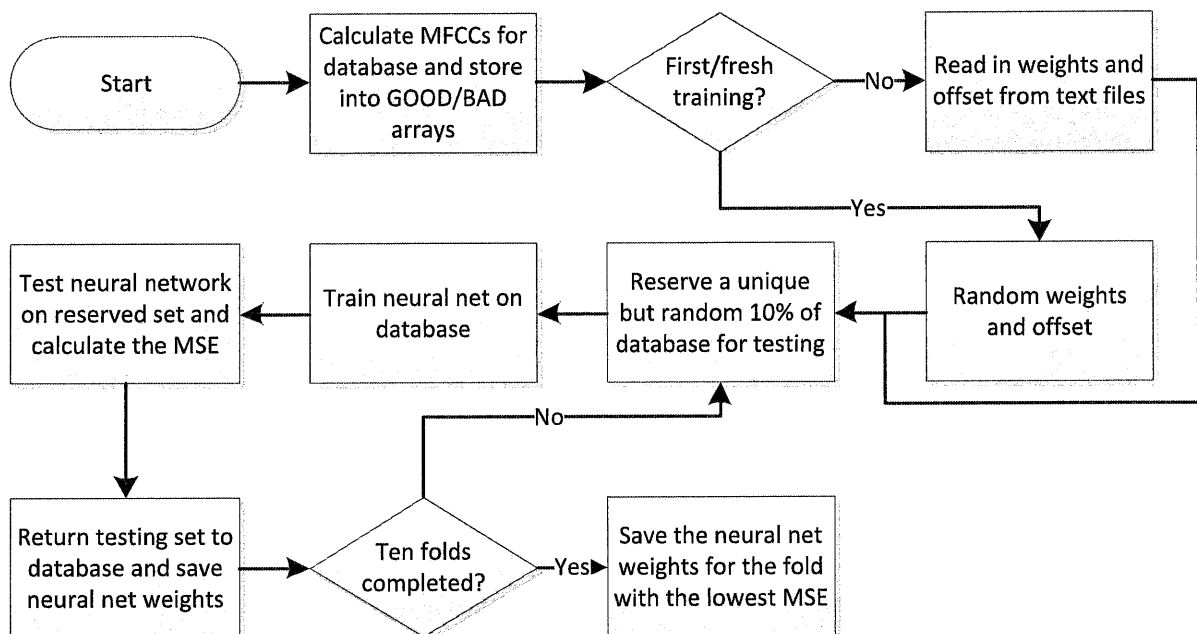 Start
Calculate MFCCs for
database and store
into GOOD/BAD
arrays
First/fresh
training?
No
Read in weights and
offset from text files
Yes
Random weights
and offset
Reserve a unique
but random 10% of
database for testing
Train neural net on
database
Test neural network
on reserved set and
calculate the MSE
Return testing set to
database and save
neural net weights
Ten folds
completed?
No
Yes
Save the neural net
weights for the fold
with the lowest MSE